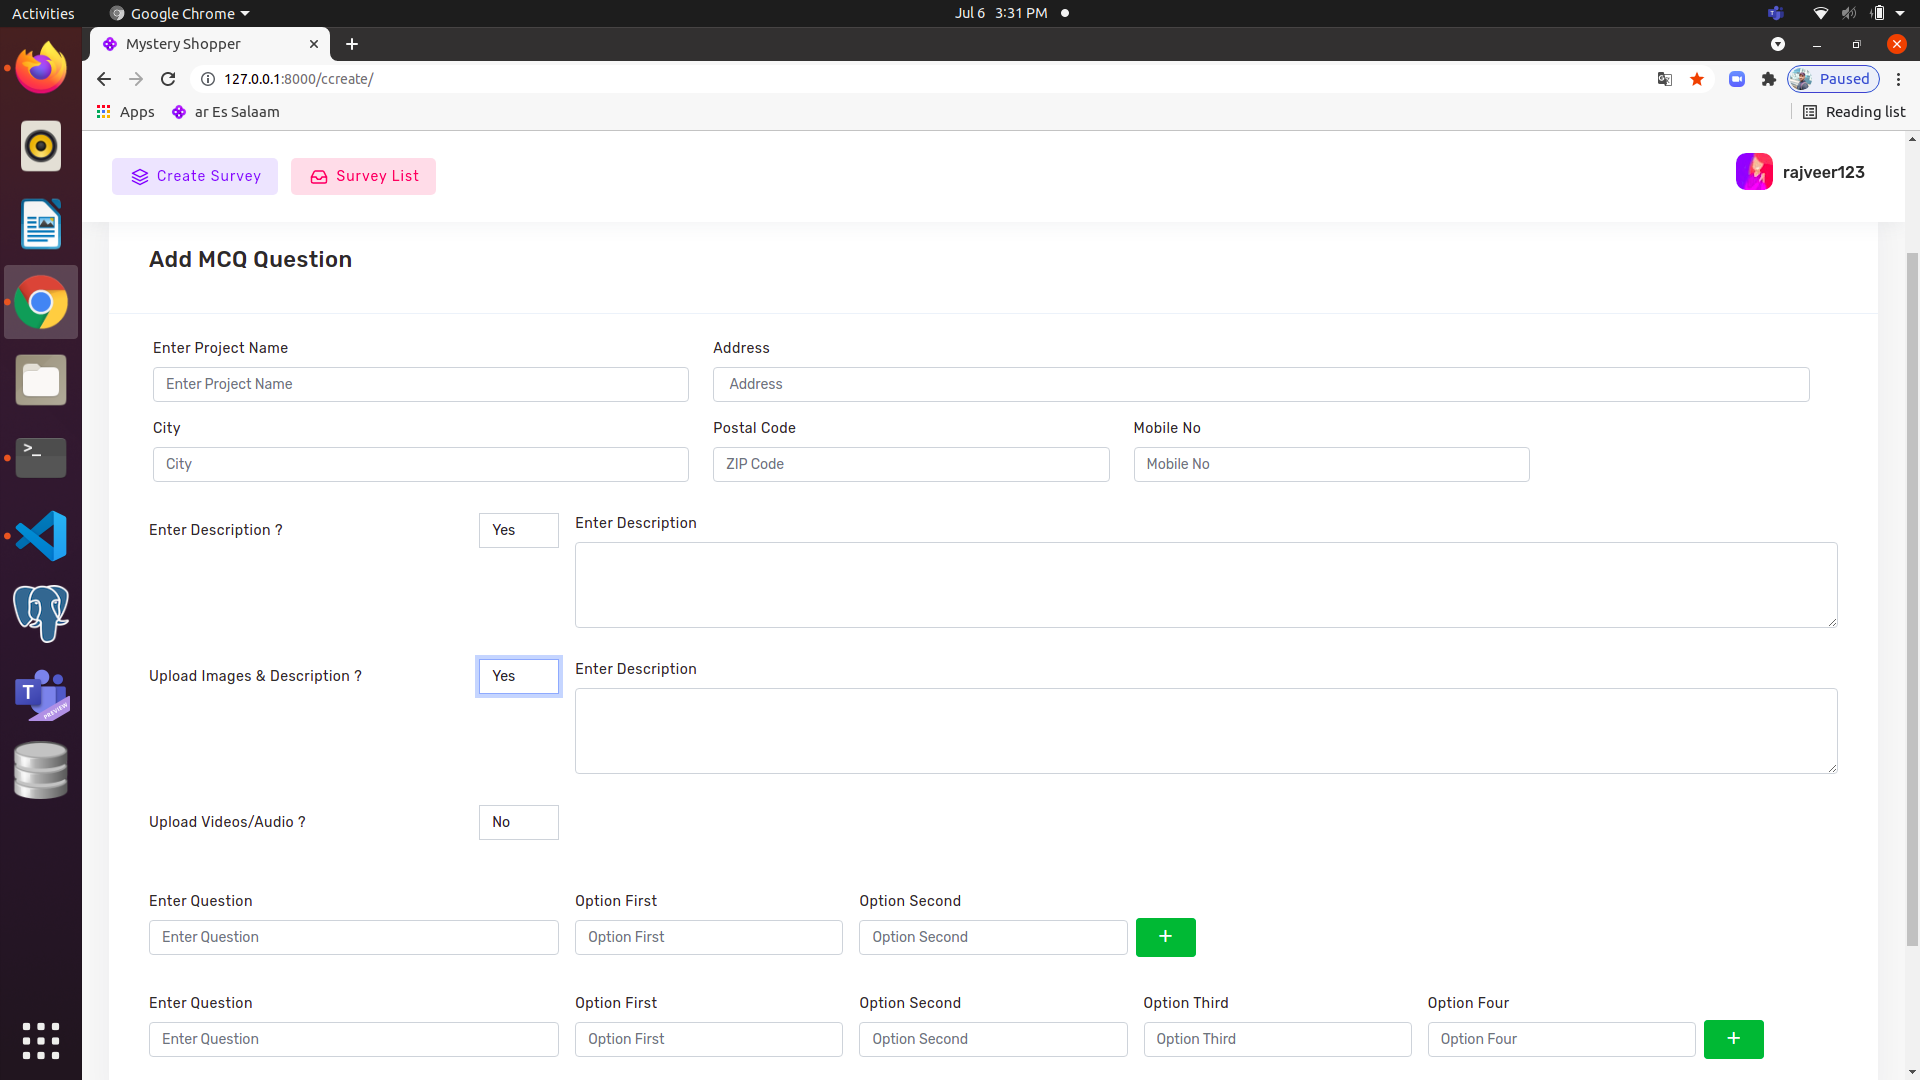 Activities Google Chrome Jul 6 3:31 PM
Mystery Shopper
127.0.0.1:8000/ccreate/ Paused
Apps ar Es Salaam Reading list
Create Survey Survey List rajveer123
Add MCQ Question
Enter Project Name Address
Enter Project Name Address
City Postal Code Mobile No
City ZIP Code Mobile No
Enter Description ? Yes Enter Description
Upload Images & Description ? Yes Enter Description
T PREVIEW
Upload Videos/Audio ? No
Enter Question Option First Option Second
Enter Question Option First Option Second +
Enter Question Option First Option Second Option Third Option Four
Enter Question Option First Option Second Option Third Option Four +